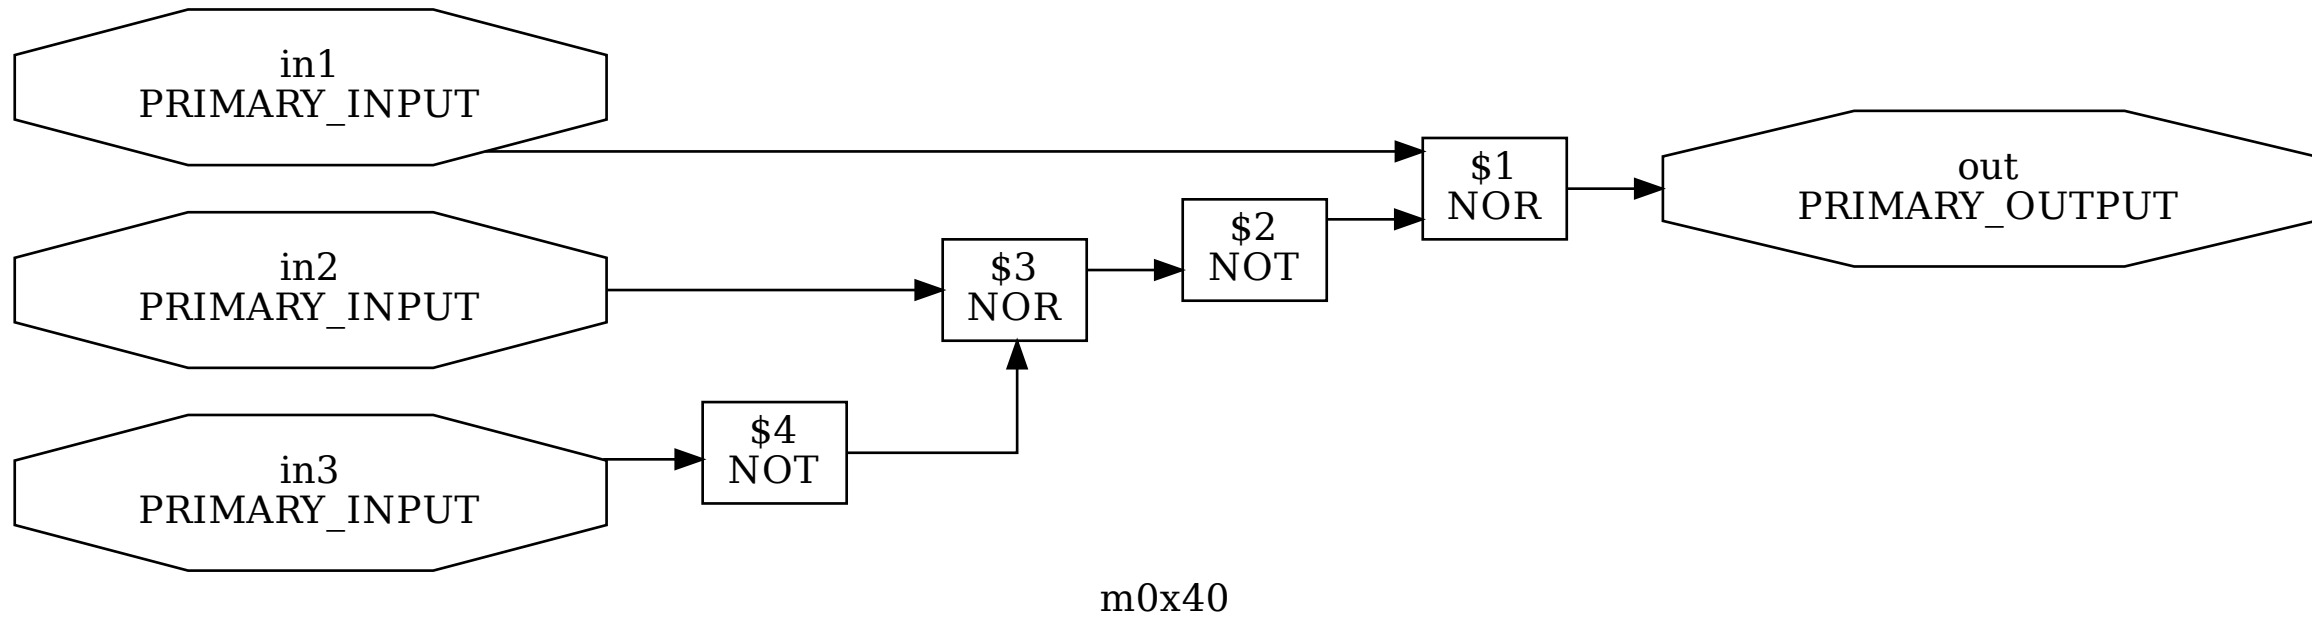 in1
PRIMARY_INPUT
$1
NOR
out
PRIMARY_OUTPUT
$2
NOT
in2
PRIMARY_INPUT
$3
NOR
$4
NOT
in3
PRIMARY_INPUT
m0x40